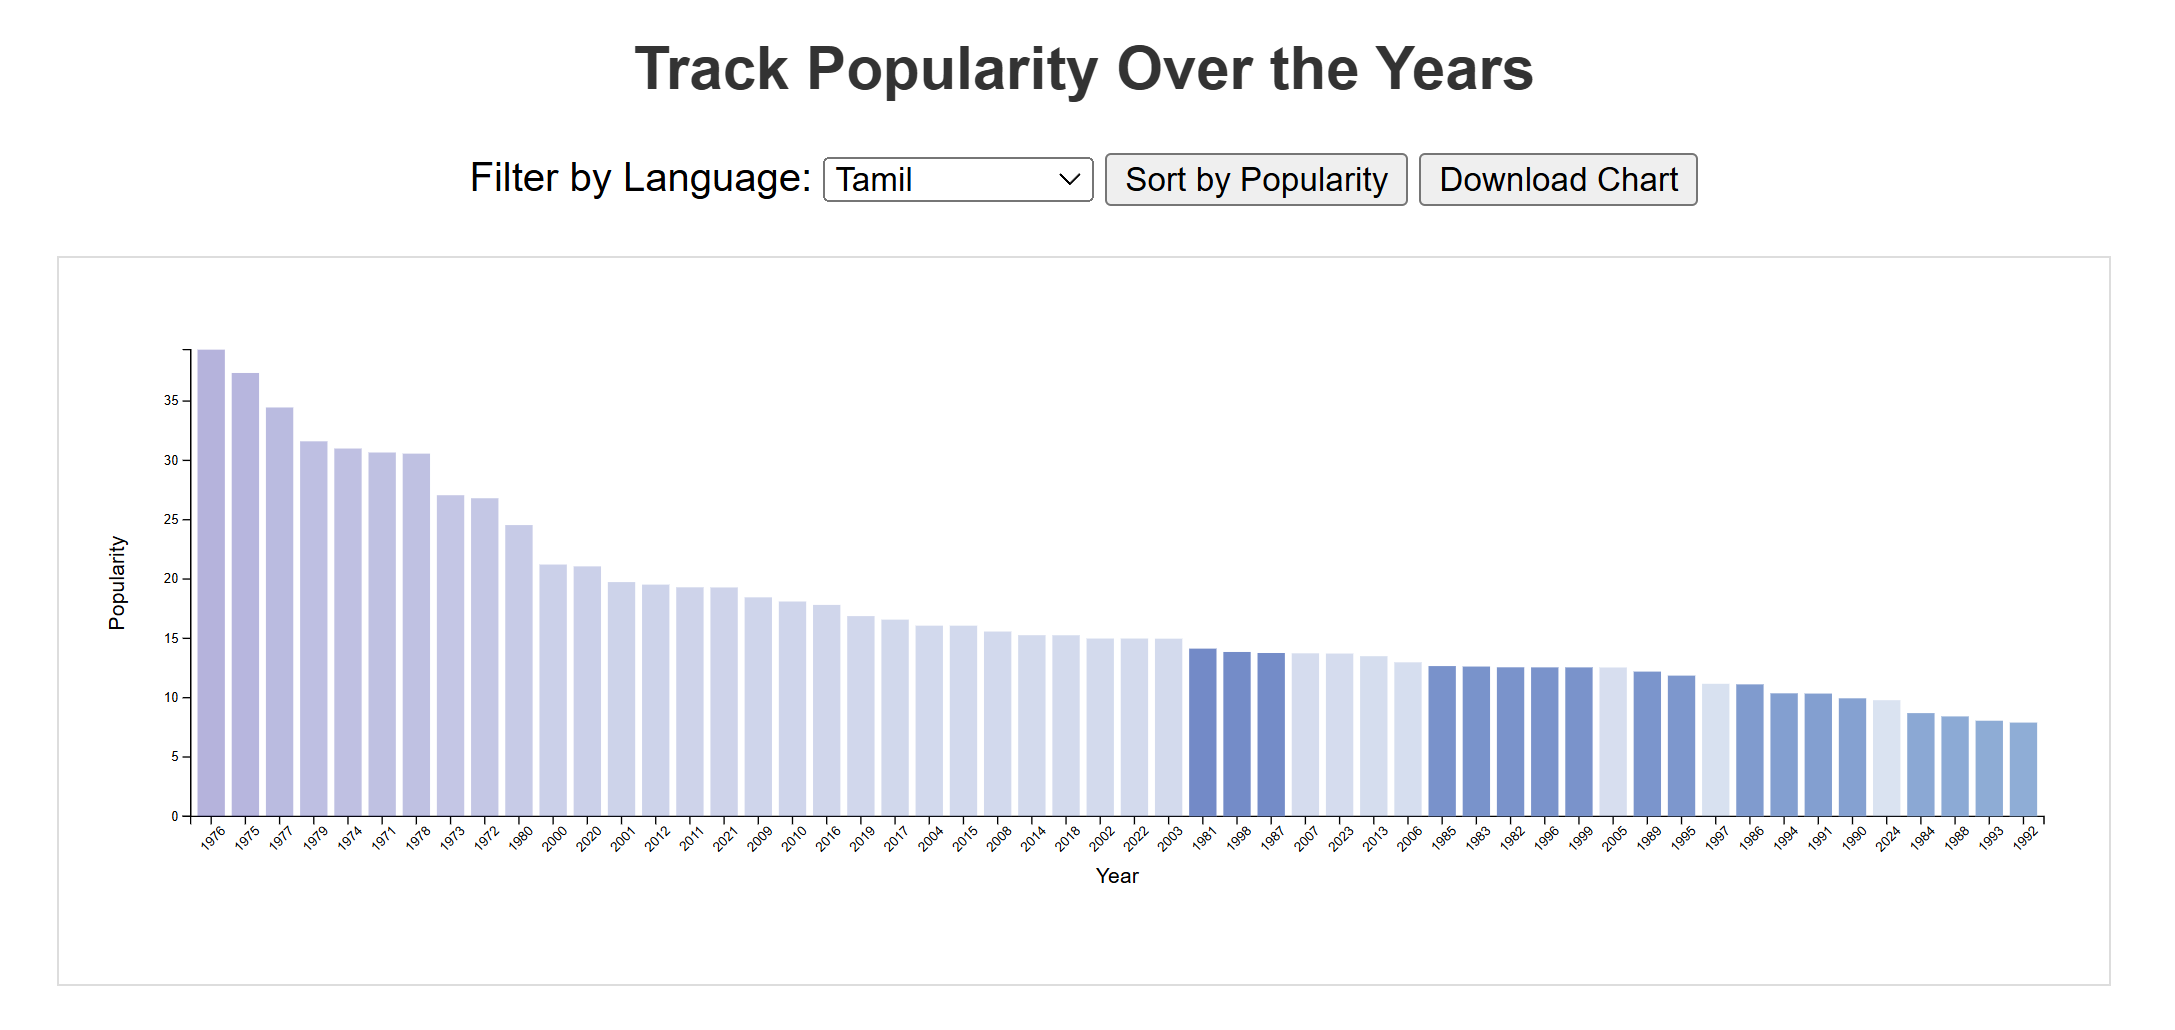 Track Popularity Over the Years
Filter by Language: Tamil Sort by Popularity Download Chart
35
30
25
20
15
10
5
0
Popularity
1976 1975 1977 1979 1974 1971 1978 1973 1972 1980 2000 2020 2001 2012 2011 2021 2009 2010 2016 2019 2017 2004 2015 2008 2014 2018 2002 2022 2003 1981 1998 1987 2007 2023 2013 2006 1985 1983 1982 1996 1999 2005 1989 1995 1997 1986 1994 1991 1990 2024 1984 1988 1993 1992
Year